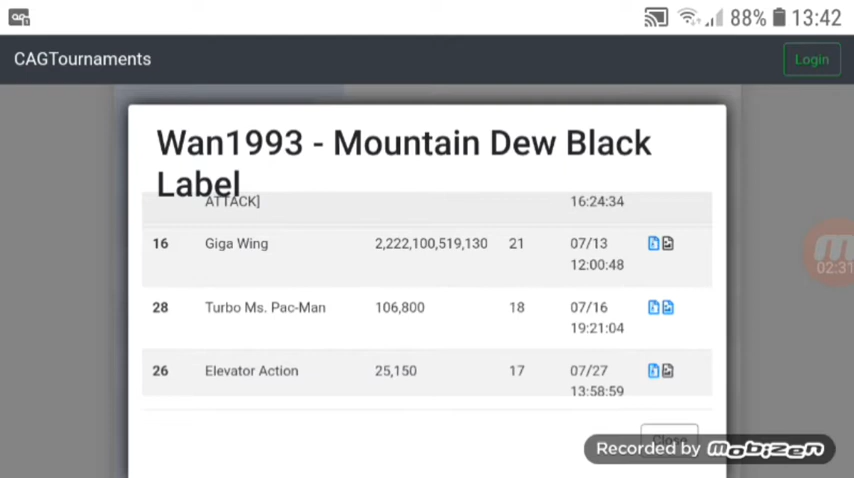 88% 13:42
CAGTournaments Login
Wan1993 - Mountain Dew Black
Label
ATTACK] 16:24:34
16 Giga Wing 2,222,100,519,130 21 07/13
12:00:48
28 Turbo Ms. Pac-Man 106,800 18 07/16
19:21:04
26 Elevator Action 25,150 17 07/27
13:58:59
Close
Recorded by mobizen
02:31